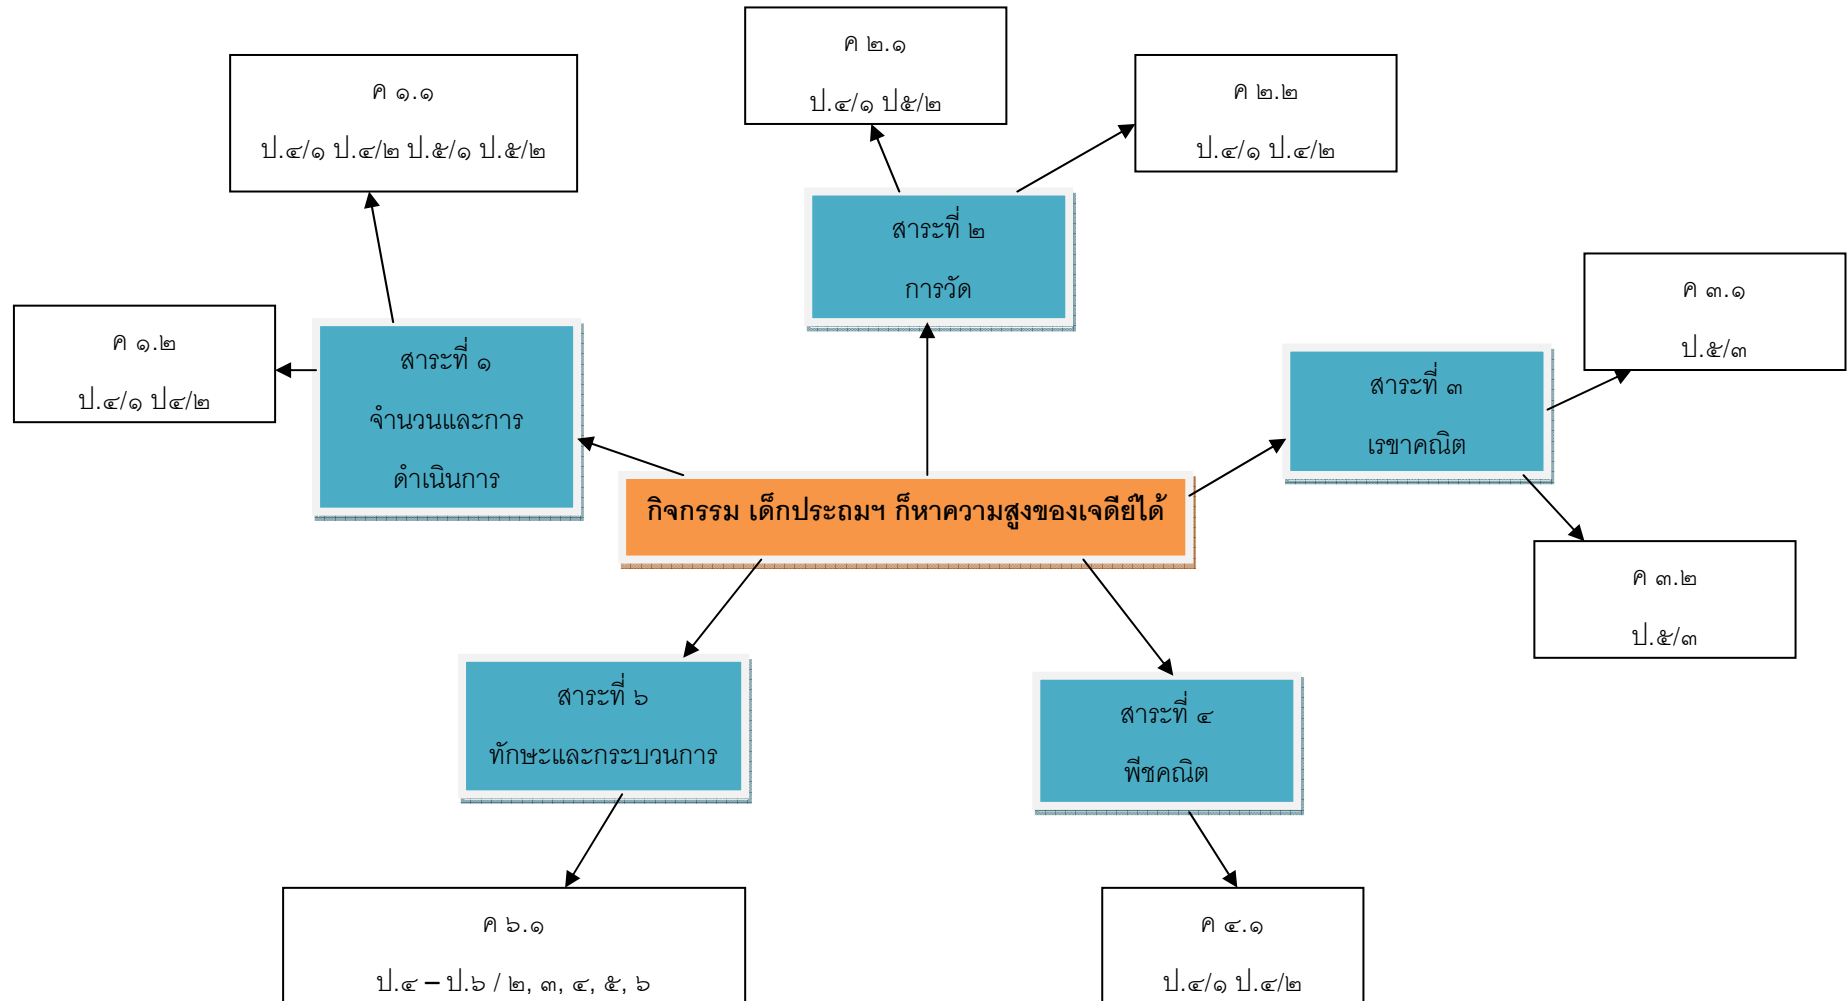 ค ๒.๑
ป.๔/๑ ป๕/๒
ค ๑.๑
ป.๔/๑ ป.๔/๒ ป.๕/๑ ป.๕/๒
ค ๒.๒
ป.๔/๑ ป.๔/๒
สาระที่ ๒
การวัด
ค ๓.๑
ป.๕/๓
ค ๑.๒
ป.๔/๑ ป๔/๒
สาระที่ ๑
จำนวนและการ
ดำเนินการ
สาระที่ ๓
เรขาคณิต
กิจกรรม เด็กประถมฯ ก็หาความสูงของเจดีย์ได้
ค ๓.๒
ป.๕/๓
สาระที่ ๖
ทักษะและกระบวนการ
สาระที่ ๔
พีชคณิต
ค ๖.๑
ป.๔ – ป.๖ / ๒, ๓, ๔, ๕, ๖
ค ๔.๑
ป.๔/๑ ป.๔/๒